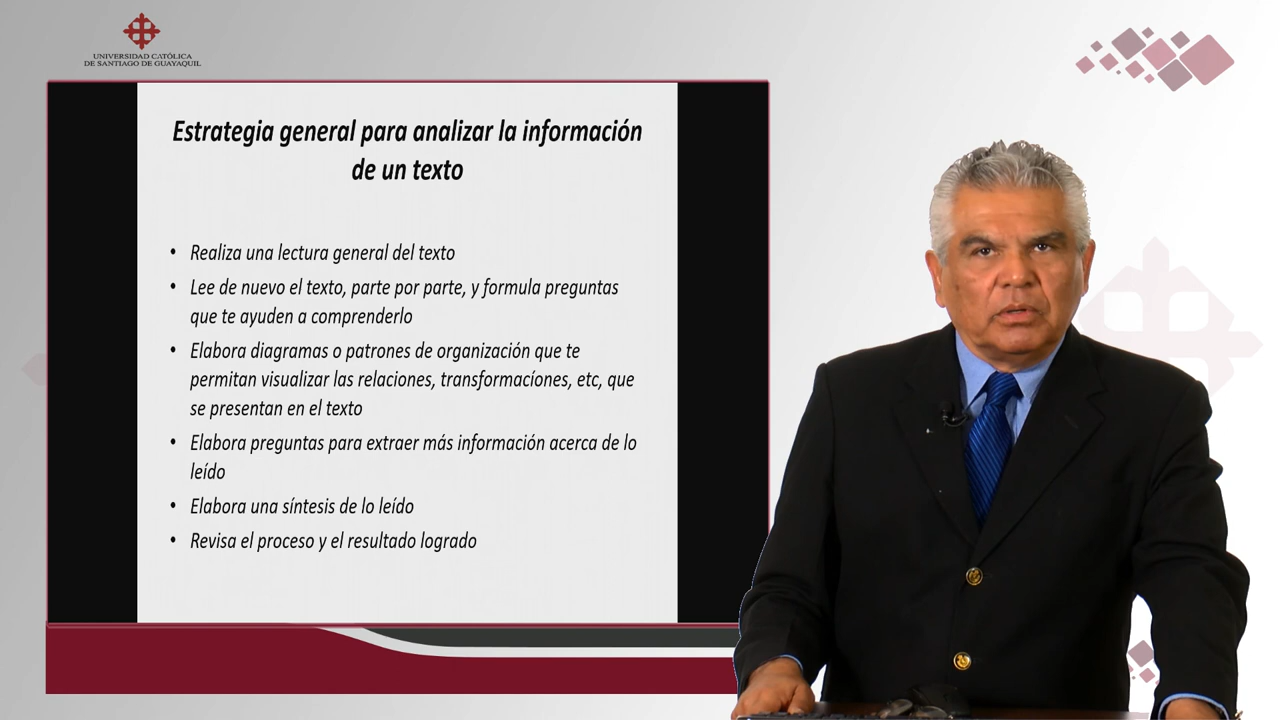 UNIVERSIDAD CATÓLICA
DE SANTIAGO DE GUAYAQUIL
Estrategia general para analizar la información
de un texto
• Realiza una lectura general del texto
• Lee de nuevo el texto, parte por parte, y formula preguntas
que te ayuden a comprenderlo
• Elabora diagramas o patrones de organización que te
permitan visualizar las relaciones, transformaciones, etc, que
se presentan en el texto
• Elabora preguntas para extraer más información acerca de lo
leído
• Elabora una síntesis de lo leído
• Revisa el proceso y el resultado logrado